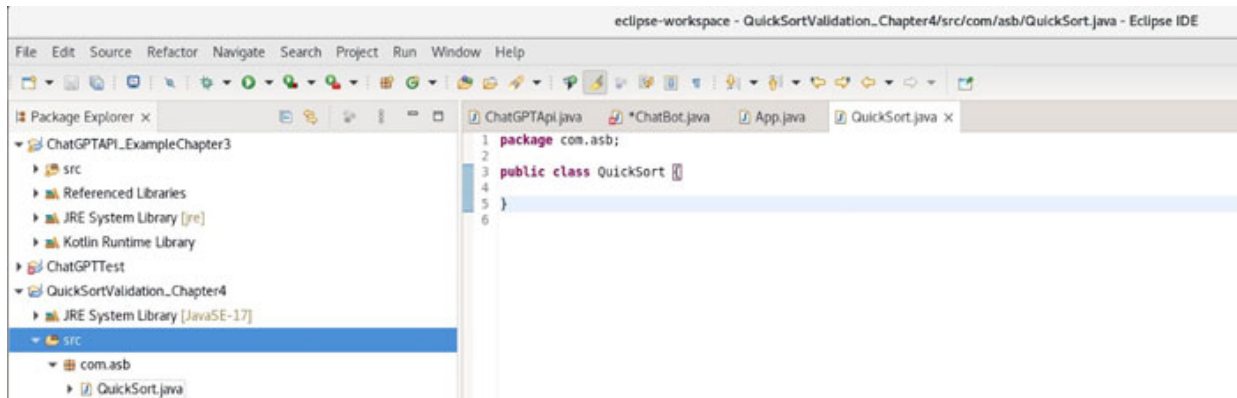 eclipse-workspace - QuickSortValidation_Chapter4/src/com/asb/QuickSort.java - Eclipse IDE
File Edit Source Refactor Navigate Search Project Run Window Help
Package Explorer
ChatGPTApi.java *ChatBot.java App.java QuickSort.java
ChatGPTAPI_ExampleChapter3
src
Referenced Libraries
JRE System Library [jre]
Kotlin Runtime Library
ChatGPTTest
QuickSortValidation_Chapter4
JRE System Library [JavaSE-17]
src
com.asb
QuickSort.java
1 package com.asb;
2
3 public class QuickSort {
4
5 }
6